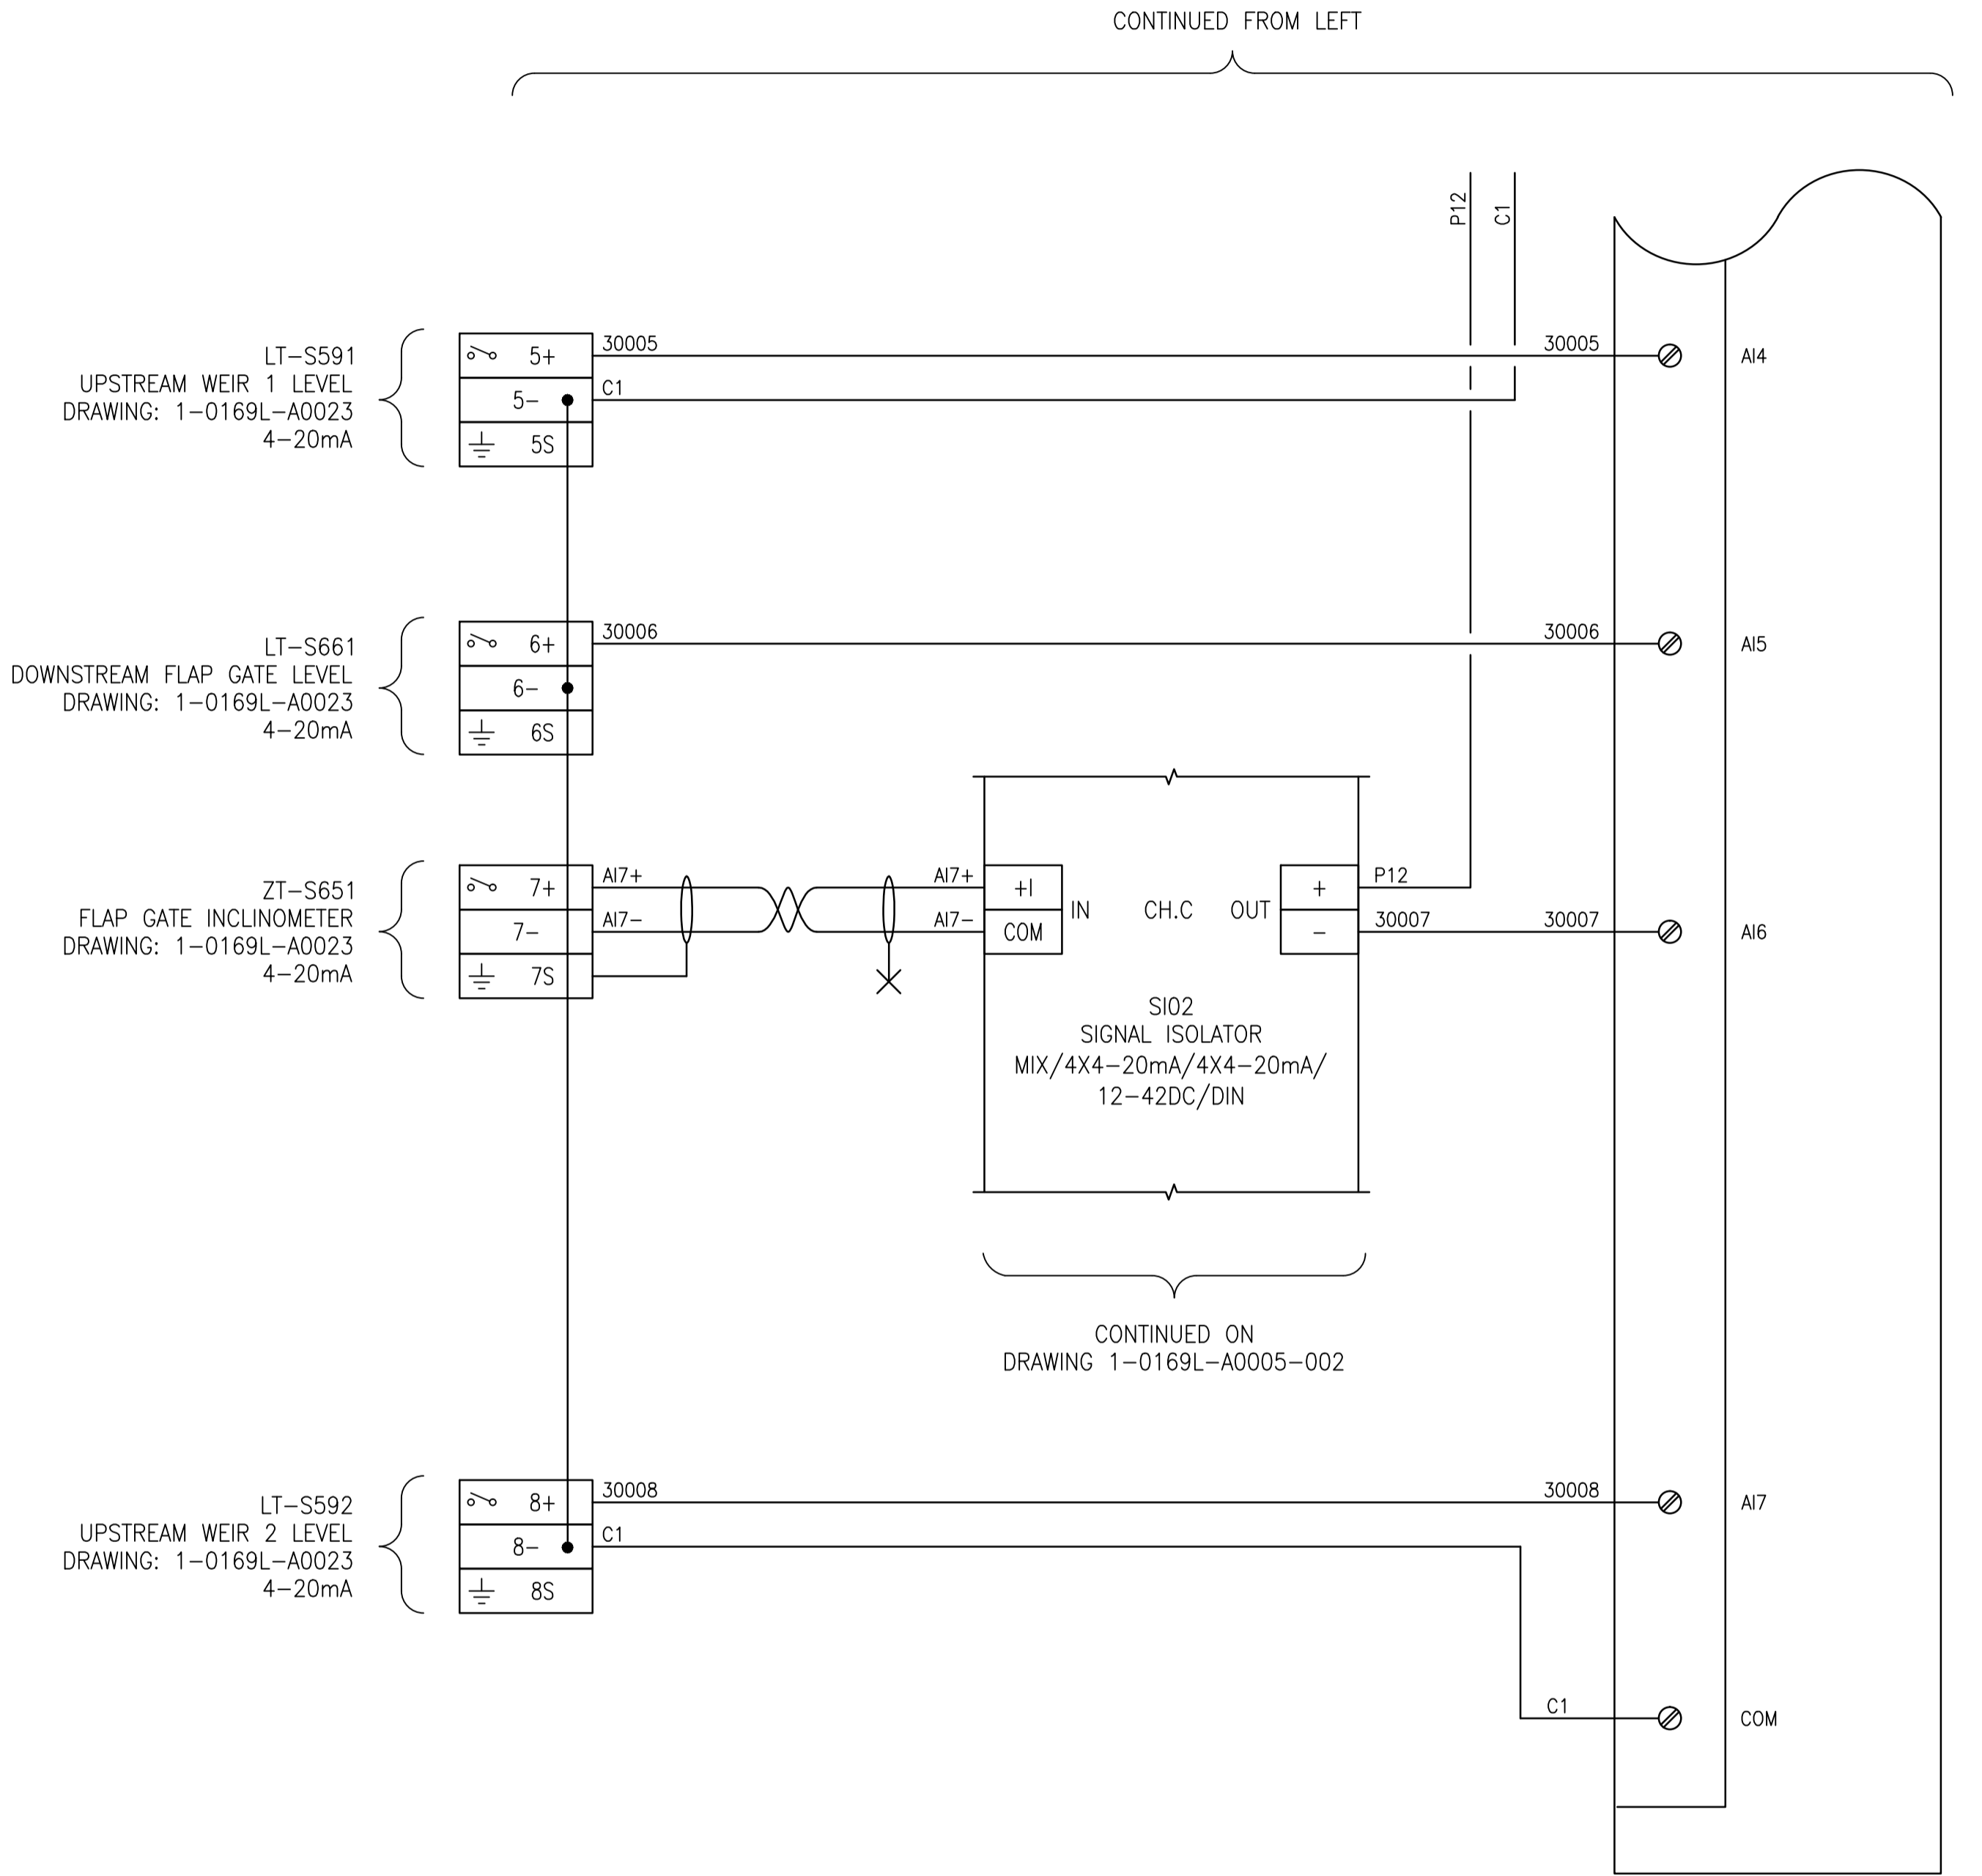 CONTINUED FROM LEFT
P12
C1
LT-S591
UPSTREAM WEIR 1 LEVEL
DRAWING: 1-0169L-A0023
4-20mA
5+
5-
5S
30005
C1
30005
AI4
LT-S661
DOWNSTREAM FLAP GATE LEVEL
DRAWING: 1-0169L-A0023
4-20mA
6+
6-
6S
30006
30006
AI5
ZT-S651
FLAP GATE INCLINOMETER
DRAWING: 1-0169L-A0023
4-20mA
7+
7-
7S
AI7+
AI7-
AI7+
AI7-
+I
COM
IN
CH.C
OUT
+
-
P12
30007
30007
AI6
SI02
SIGNAL ISOLATOR
MIX/4X4-20mA/4X4-20mA/
12-42DC/DIN
CONTINUED ON
DRAWING 1-0169L-A0005-002
LT-S592
UPSTREAM WEIR 2 LEVEL
DRAWING: 1-0169L-A0023
4-20mA
8+
8-
8S
30008
C1
30008
AI7
C1
COM